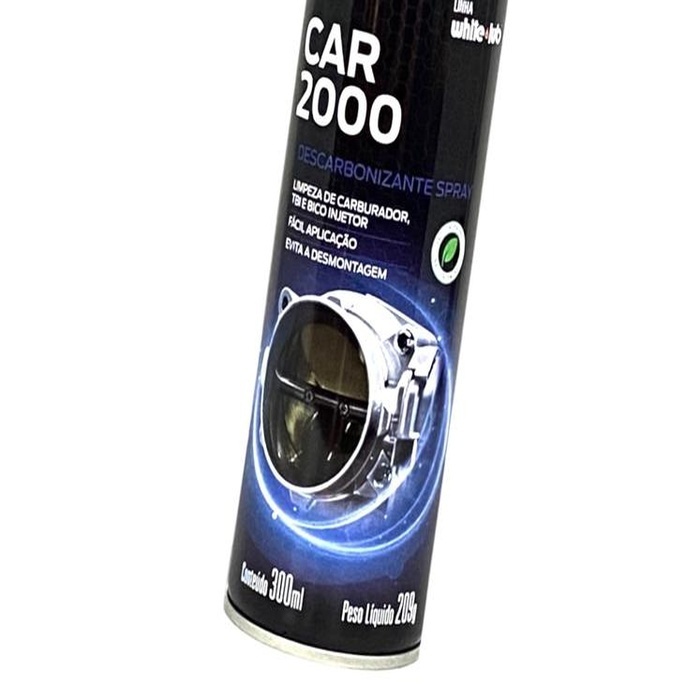 LINHA
white lub
CAR
2000
DESCARBONIZANTE SPRAY
LIMPEZA DE CARBURADOR,
TBI E BICO INJETOR
FÁCIL APLICAÇÃO
EVITA A DESMONTAGEM
Conteúdo 300ml
Peso Líquido 209g